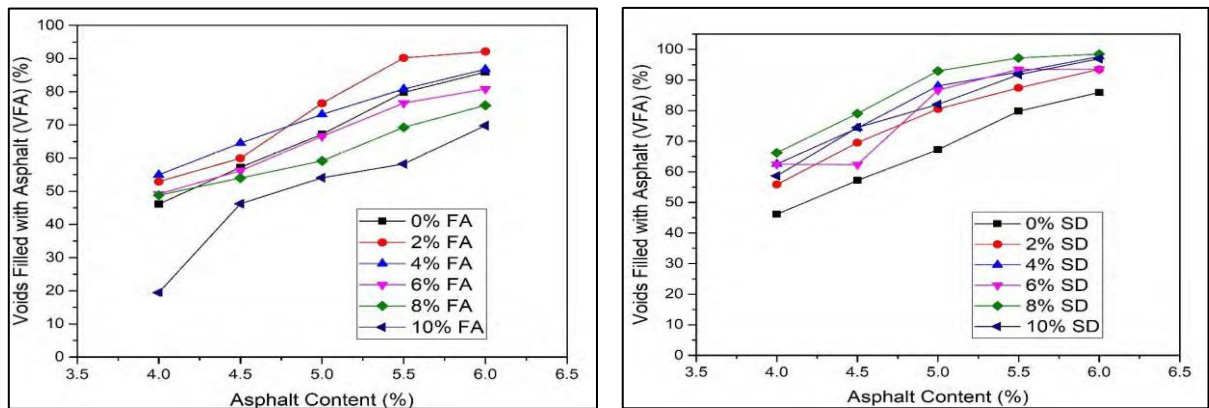 Voids Filled with Asphalt (VFA) (%)
100
90
80
70
60
50
40
30
20
10
0
0% FA
2% FA
4% FA
6% FA
8% FA
10% FA
3.5 4.0 4.5 5.0 5.5 6.0 6.5
Asphalt Content (%)
Voids Filled with Asphalt (VFA) (%)
100
90
80
70
60
50
40
30
20
10
0
0% SD
2% SD
4% SD
6% SD
8% SD
10% SD
3.5 4.0 4.5 5.0 5.5 6.0 6.5
Asphalt Content (%)